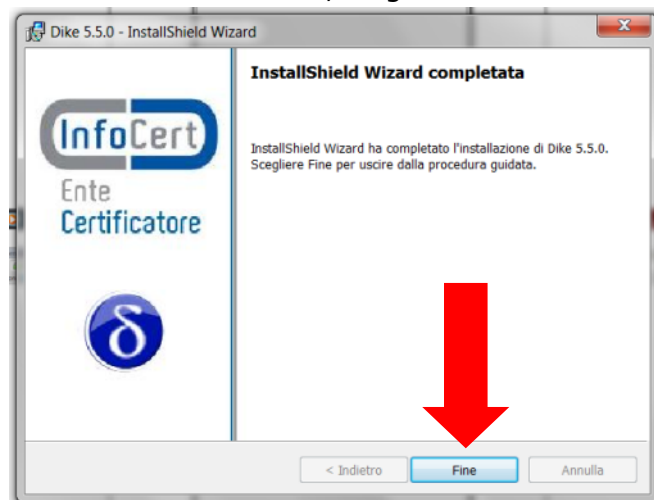 Dike 5.5.0 - InstallShield Wizard
InstallShield Wizard completata
InfoCert
Ente
Certificatore
InstallShield Wizard ha completato l'installazione di Dike 5.5.0.
Scegliere Fine per uscire dalla procedura guidata.
δ
< Indietro Fine Annulla